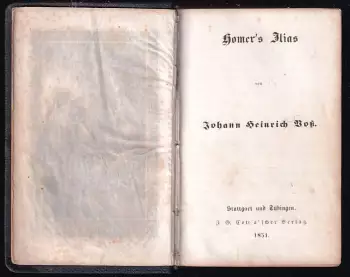 Homer's Ilias
von
Johann Heinrich Voß.
Stuttgart und Tübingen.
J. G. Cotta'scher Verlag.
1851.